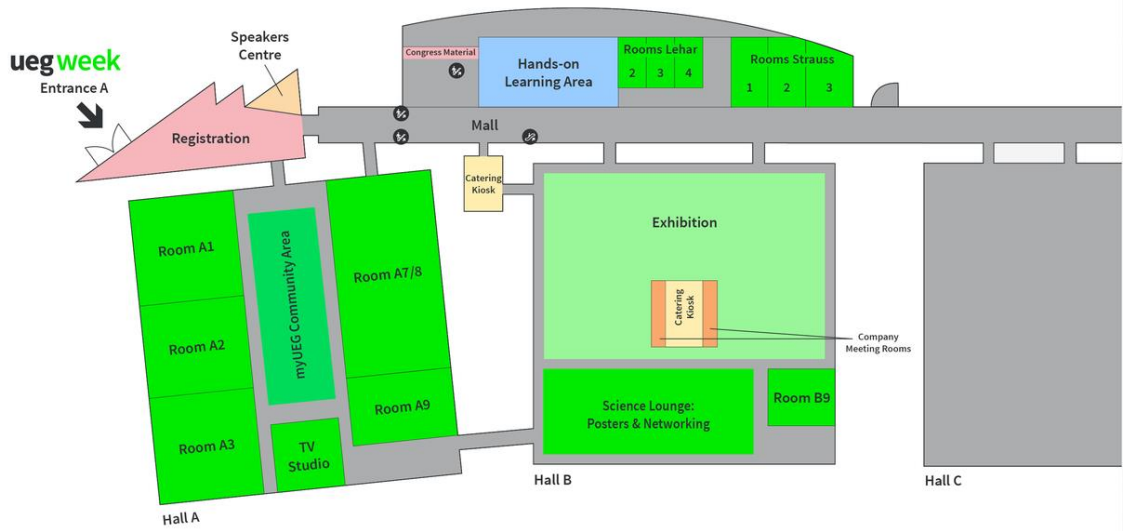 uegweek
Entrance A
Speakers
Centre
Registration
Congress Material
Hands-on
Learning Area
Rooms Lehar
2 3 4
Rooms Strauss
1 2 3
Mall
Catering
Kiosk
Room A1
Room A2
Room A3
myUEG Community Area
Room A7/8
Room A9
TV
Studio
Hall A
Exhibition
Catering
Kiosk
Company
Meeting Rooms
Science Lounge:
Posters & Networking
Room B9
Hall B
Hall C